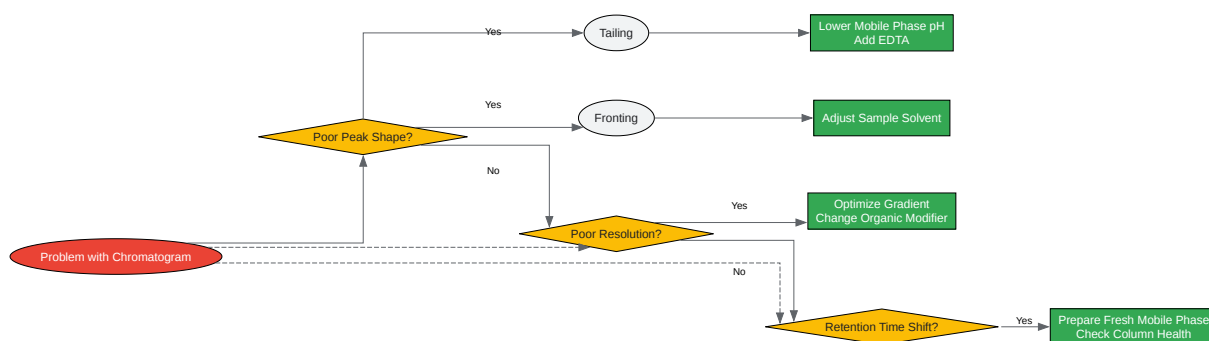 Yes
Tailing
Lower Mobile Phase pH
Add EDTA
Yes
Fronting
Adjust Sample Solvent
Poor Peak Shape?
No
Yes
Optimize Gradient
Change Organic Modifier
Poor Resolution?
Problem with Chromatogram
No
Retention Time Shift?
Yes
Prepare Fresh Mobile Phase
Check Column Health